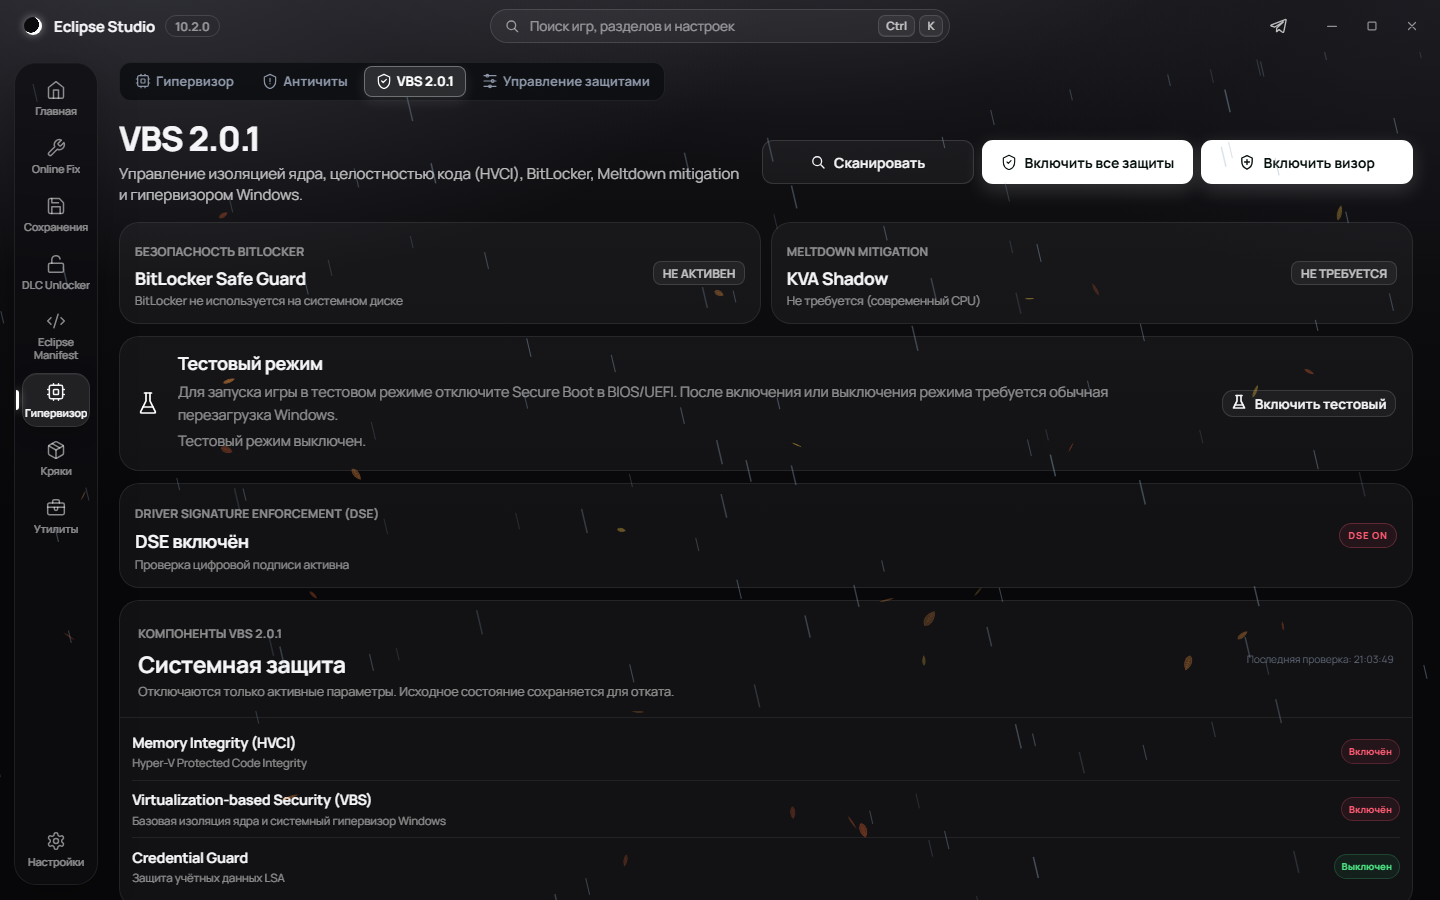 Eclipse Studio 10.2.0
Поиск игр, разделов и настроек Ctrl K
Гипервизор Античиты VBS 2.0.1 Управление защитами
Главная
Online Fix
Сохранения
DLC Unlocker
Eclipse
Manifest
Гипервизор
Кряки
Утилиты
Настройки
VBS 2.0.1
Управление изоляцией ядра, целостностью кода (HVCI), BitLocker, Meltdown mitigation
и гипервизором Windows.
Сканировать Включить все защиты Включить визор
БЕЗОПАСНОСТЬ BITLOCKER
BitLocker Safe Guard
BitLocker не используется на системном диске
НЕ АКТИВЕН
MELTDOWN MITIGATION
KVA Shadow
Не требуется (современный CPU)
НЕ ТРЕБУЕТСЯ
Тестовый режим
Для запуска игры в тестовом режиме отключите Secure Boot в BIOS/UEFI. После включения или выключения режима требуется обычная
перезагрузка Windows.
Тестовый режим выключен.
Включить тестовый
DRIVER SIGNATURE ENFORCEMENT (DSE)
DSE включён
Проверка цифровой подписи активна
DSE ON
КОМПОНЕНТЫ VBS 2.0.1
Системная защита
Отключаются только активные параметры. Исходное состояние сохраняется для отката.
Последняя проверка: 21:03:49
Memory Integrity (HVCI)
Hyper-V Protected Code Integrity
Включён
Virtualization-based Security (VBS)
Базовая изоляция ядра и системный гипервизор Windows
Включён
Credential Guard
Защита учётных данных LSA
Выключен